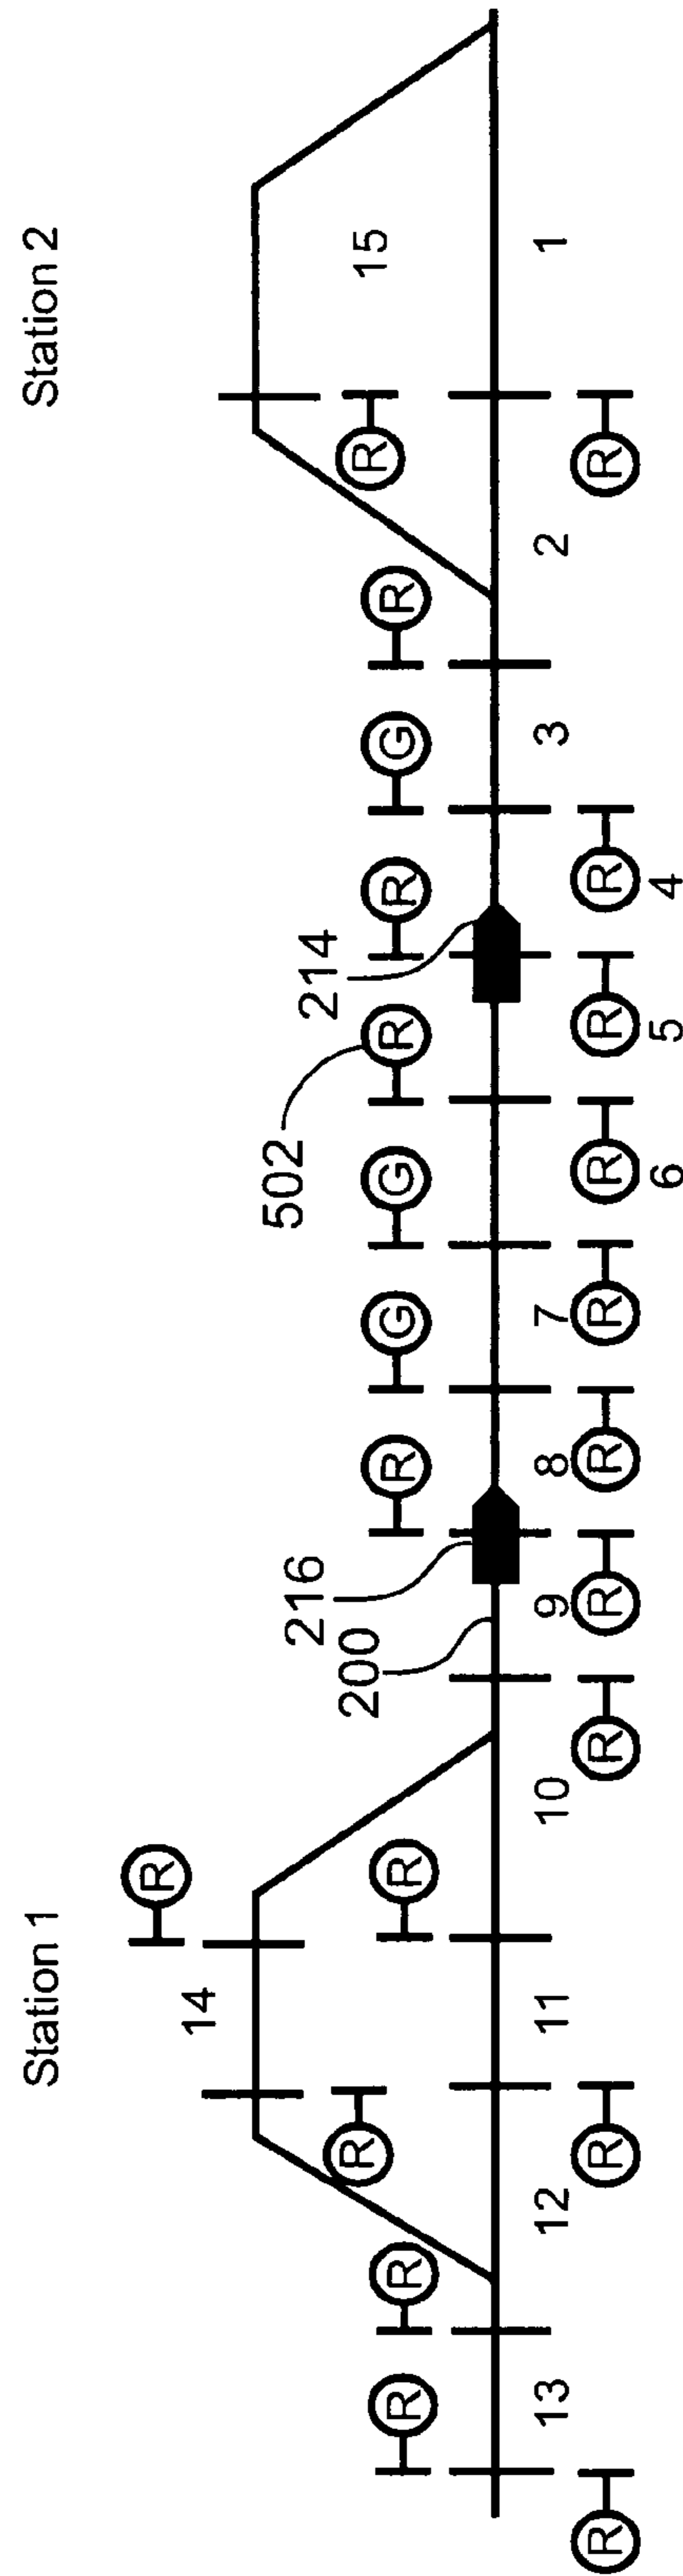 Station 1 Station 2
R
14
502
216 214
200
R R 15
R R R R G G R R G R
13 12 11 10 9 8 7 3 2 1
R R R R R R R R R R
6 5 4